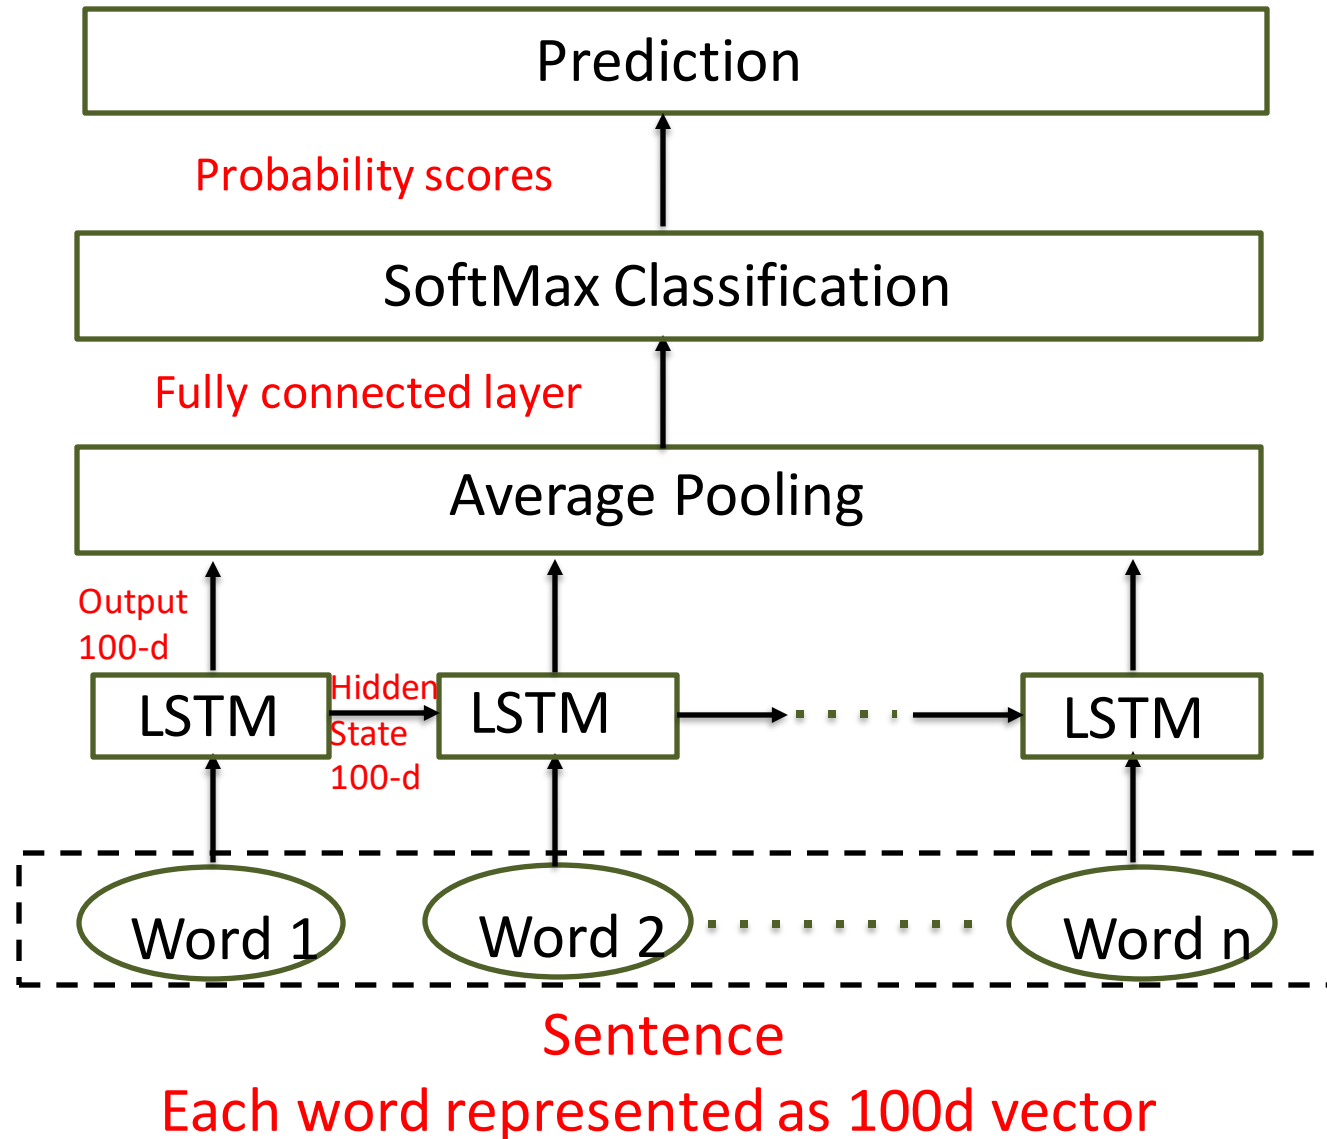 Prediction
Probability scores
SoftMax Classification
Fully connected layer
Average Pooling
Output
100-d
LSTM
Hidden
State
100-d
LSTM
LSTM
Word 1
Word 2
Word n
Sentence
Each word represented as 100d vector